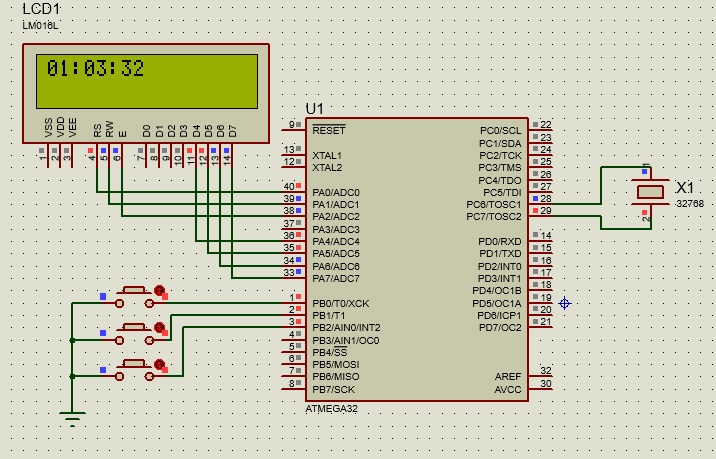 LCD1
LM016L
01:03:32
VSS VDD VEE RS RW E D0 D1 D2 D3 D4 D5 D6 D7
1 2 3 4 5 6 7 8 9 10 11 12 13 14
U1
9 RESET PC0/SCL 22
PC1/SDA 23
13 XTAL1 PC2/TCK 24
12 XTAL2 PC3/TMS 25
PC4/TDO 26
PC5/TDI 27
40 PA0/ADC0 PC6/TOSC1 28
39 PA1/ADC1 PC7/TOSC2 29
38 PA2/ADC2
37 PA3/ADC3
36 PA4/ADC4 PD0/RXD 14
35 PA5/ADC5 PD1/TXD 15
34 PA6/ADC6 PD2/INT0 16
33 PA7/ADC7 PD3/INT1 17
PD4/OC1B 18
1 PB0/T0/XCK PD5/OC1A 19
2 PB1/T1 PD6/ICP1 20
3 PB2/AIN0/INT2 PD7/OC2 21
4 PB3/AIN1/OC0
5 PB4/SS
6 PB5/MOSI
7 PB6/MISO AREF 32
8 PB7/SCK AVCC 30
ATMEGA32
1
X1
32768
2